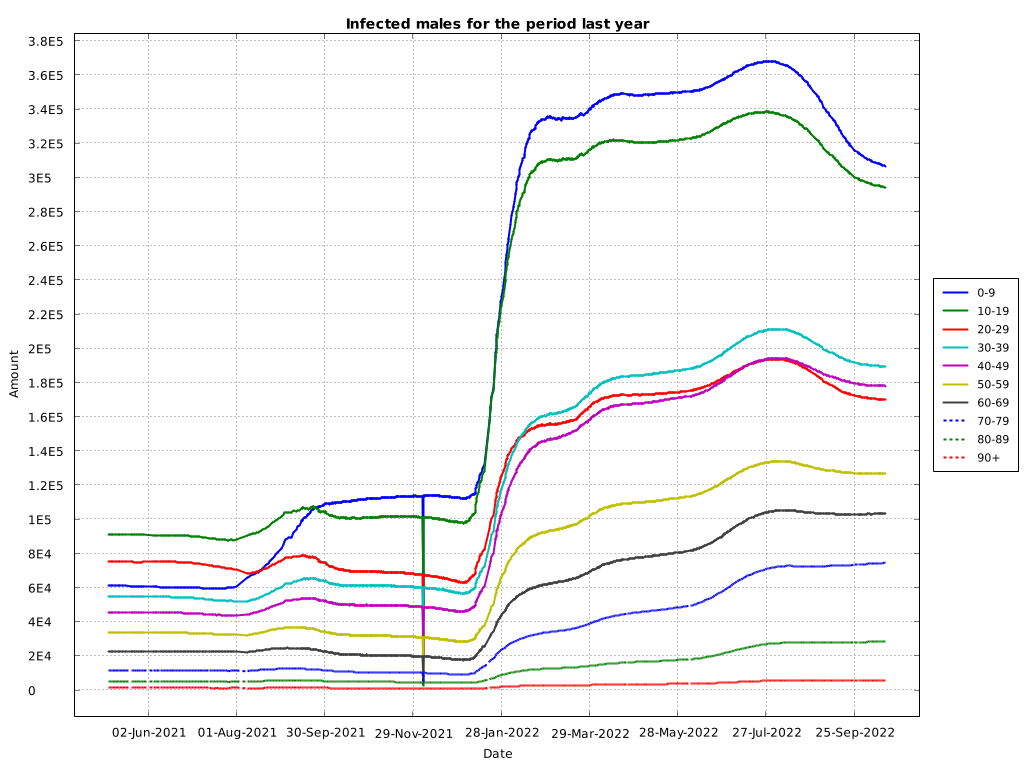 Infected males for the period last year
3.8E5
3.6E5
3.4E5
3.2E5
3E5
2.8E5
2.6E5
2.4E5
2.2E5
2E5
1.8E5
1.6E5
1.4E5
1.2E5
1E5
8E4
6E4
4E4
2E4
0
Amount
02-Jun-2021 01-Aug-2021 30-Sep-2021 29-Nov-2021 28-Jan-2022 29-Mar-2022 28-May-2022 27-Jul-2022 25-Sep-2022
Date
0-9
10-19
20-29
30-39
40-49
50-59
60-69
70-79
80-89
90+